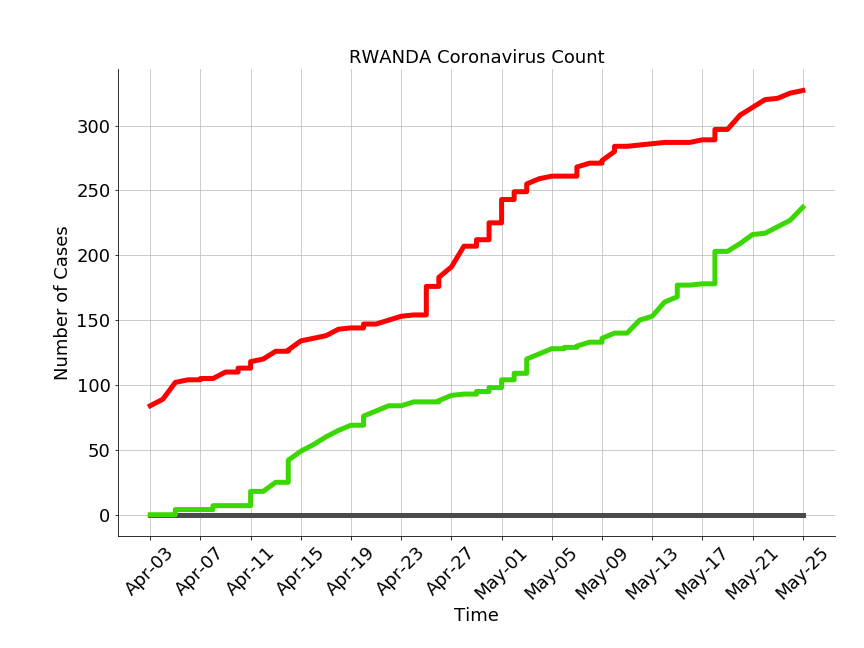 RWANDA Coronavirus Count
Number of Cases
300
250
200
150
100
50
0
Apr-03
Apr-07
Apr-11
Apr-15
Apr-19
Apr-23
Apr-27
May-01
May-05
May-09
May-13
May-17
May-21
May-25
Time